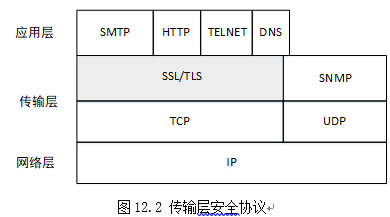 应用层 SMTP HTTP TELNET DNS
SSL/TLS SNMP
传输层
TCP UDP
网络层 IP
图12.2 传输层安全协议